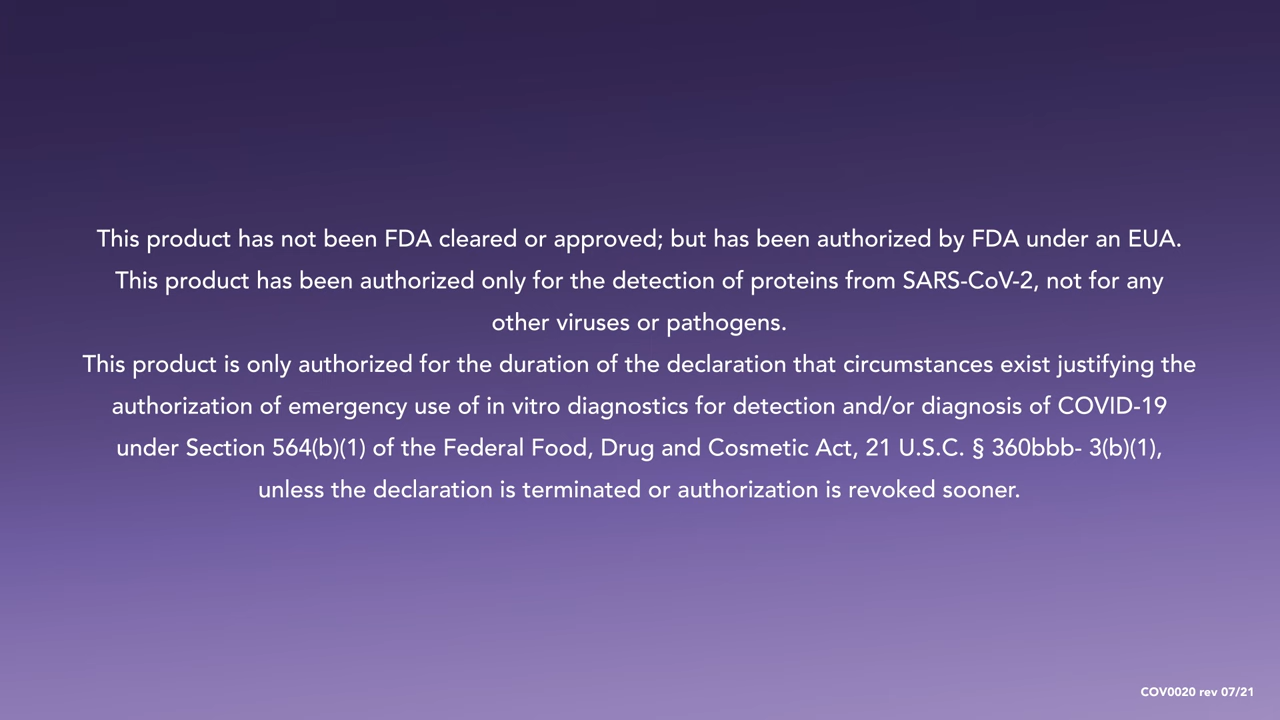 This product has not been FDA cleared or approved; but has been authorized by FDA under an EUA.
This product has been authorized only for the detection of proteins from SARS-CoV-2, not for any
other viruses or pathogens.
This product is only authorized for the duration of the declaration that circumstances exist justifying the
authorization of emergency use of in vitro diagnostics for detection and/or diagnosis of COVID-19
under Section 564(b)(1) of the Federal Food, Drug and Cosmetic Act, 21 U.S.C. § 360bbb- 3(b)(1),
unless the declaration is terminated or authorization is revoked sooner.
COV0020 rev 07/21